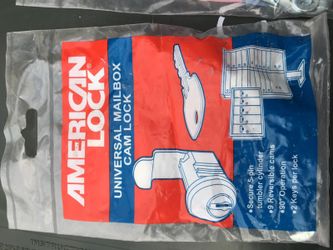 AMERICAN
LOCK
UNIVERSAL MAILBOX
CAM LOCK
•Secure 5-pin
tumbler cylinder
•9 Reversible cams
•90° Operation
•2 Keys per lock